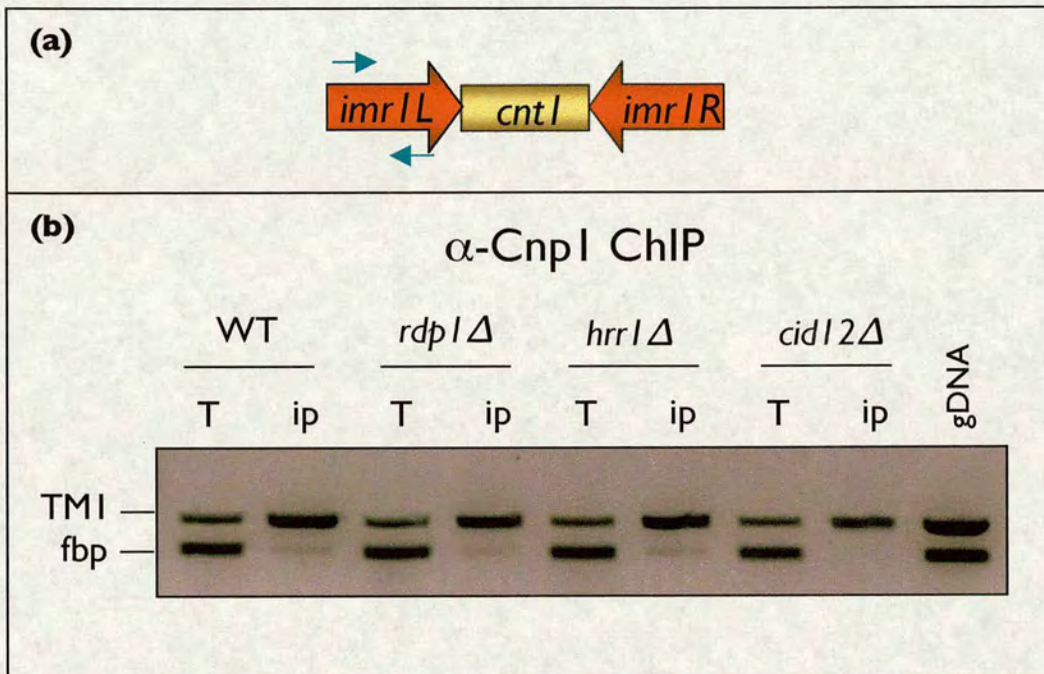 (a)
imr1L cnt1 imr1R
(b)
α-Cnp1 ChIP
WT rdp1Δ hrr1Δ cid12Δ gDNA
T ip T ip T ip T ip
TM1
fbp